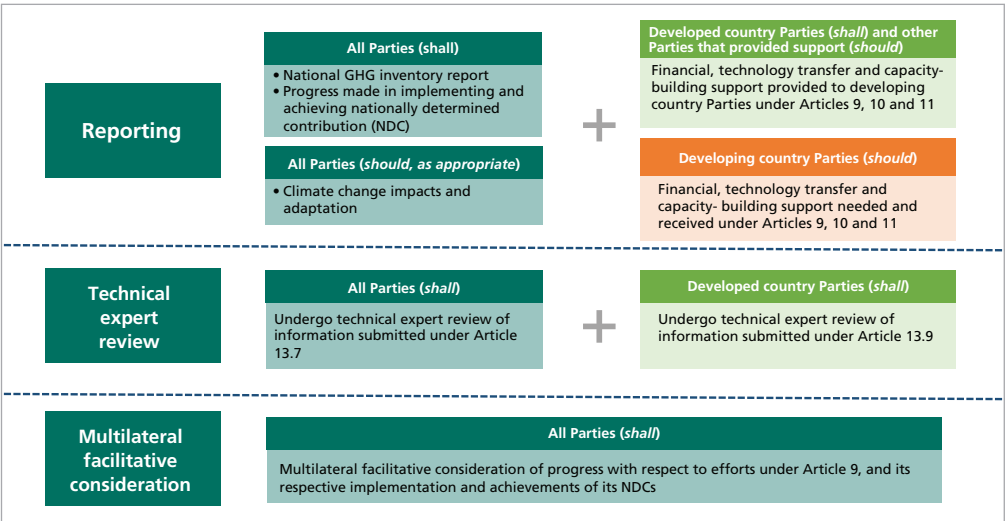 Reporting
All Parties (shall)
• National GHG inventory report
• Progress made in implementing and
achieving nationally determined
contribution (NDC)
All Parties (should, as appropriate)
• Climate change impacts and
adaptation
+
Developed country Parties (shall) and other
Parties that provided support (should)
Financial, technology transfer and capacity-
building support provided to developing
country Parties under Articles 9, 10 and 11
Developing country Parties (should)
Financial, technology transfer and
capacity- building support needed and
received under Articles 9, 10 and 11
Technical
expert
review
All Parties (shall)
Undergo technical expert review of
information submitted under Article
13.7
+
Developed country Parties (shall)
Undergo technical expert review of
information submitted under Article 13.9
Multilateral
facilitative
consideration
All Parties (shall)
Multilateral facilitative consideration of progress with respect to efforts under Article 9, and its
respective implementation and achievements of its NDCs